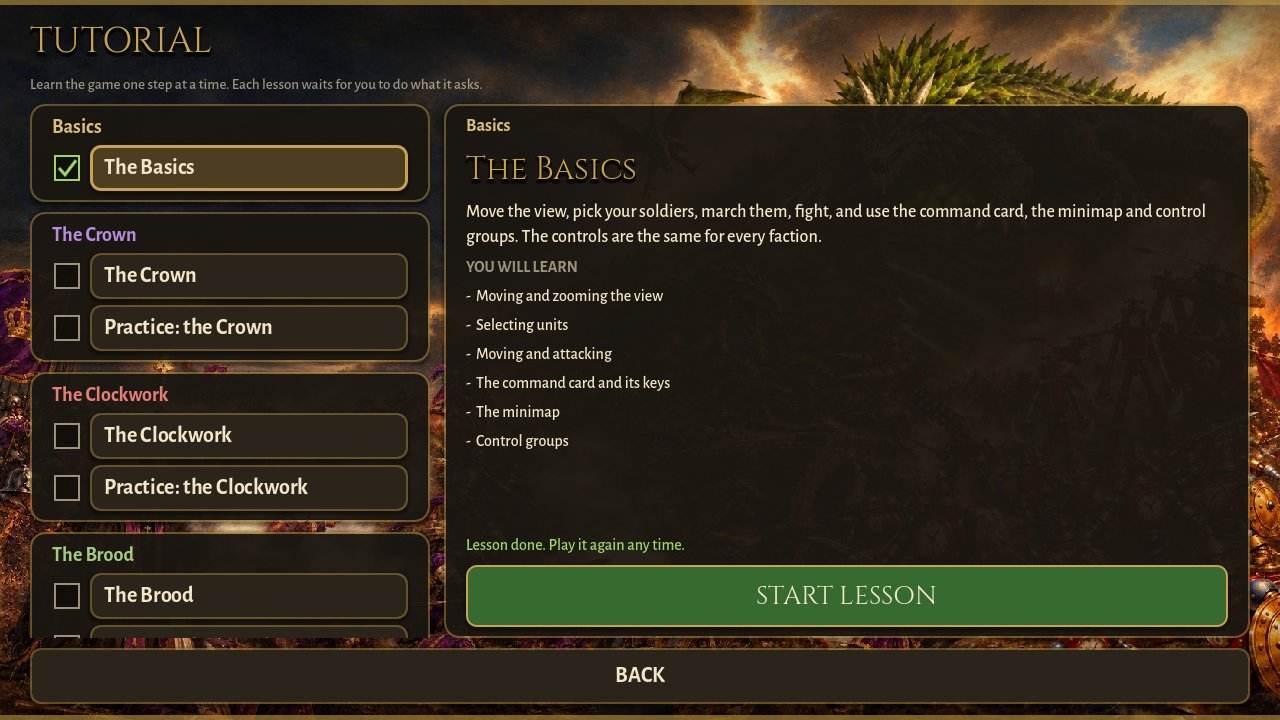 TUTORIAL
Learn the game one step at a time. Each lesson waits for you to do what it asks.
Basics
The Basics
The Crown
The Crown
Practice: the Crown
The Clockwork
The Clockwork
Practice: the Clockwork
The Brood
The Brood
Basics
The Basics
Move the view, pick your soldiers, march them, fight, and use the command card, the minimap and control
groups. The controls are the same for every faction.
YOU WILL LEARN
- Moving and zooming the view
- Selecting units
- Moving and attacking
- The command card and its keys
- The minimap
- Control groups
Lesson done. Play it again any time.
START LESSON
BACK